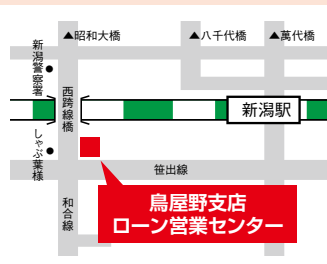 ▲昭和大橋
▲八千代橋
▲萬代橋
新潟警察署
西跨線橋
新潟駅
しゃぶ葉様
笹出線
和合線
鳥屋野支店
ローン営業センター